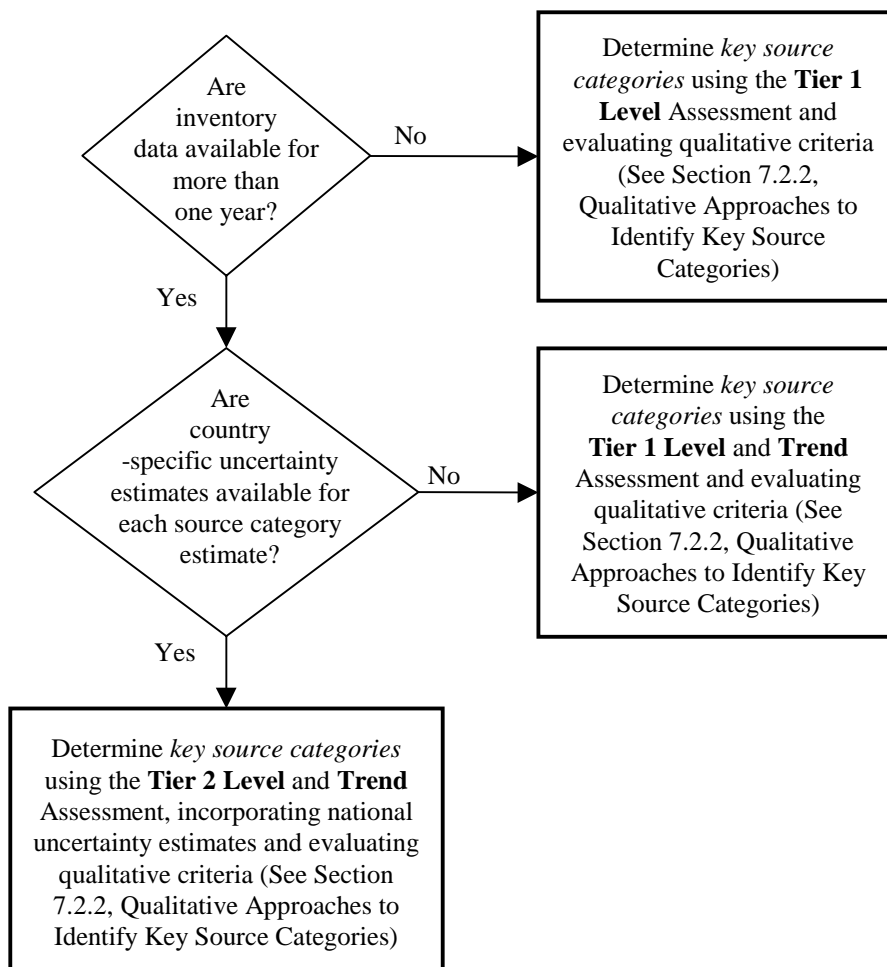 Are
inventory
data available for
more than
one year?
No
Determine key source
categories using the Tier 1
Level Assessment and
evaluating qualitative criteria
(See Section 7.2.2,
Qualitative Approaches to
Identify Key Source
Categories)
Yes
Are
country
-specific uncertainty
estimates available for
each source category
estimate?
No
Determine key source
categories using the
Tier 1 Level and Trend
Assessment and evaluating
qualitative criteria (See
Section 7.2.2, Qualitative
Approaches to Identify Key
Source Categories)
Yes
Determine key source categories
using the Tier 2 Level and Trend
Assessment, incorporating national
uncertainty estimates and evaluating
qualitative criteria (See Section
7.2.2, Qualitative Approaches to
Identify Key Source Categories)